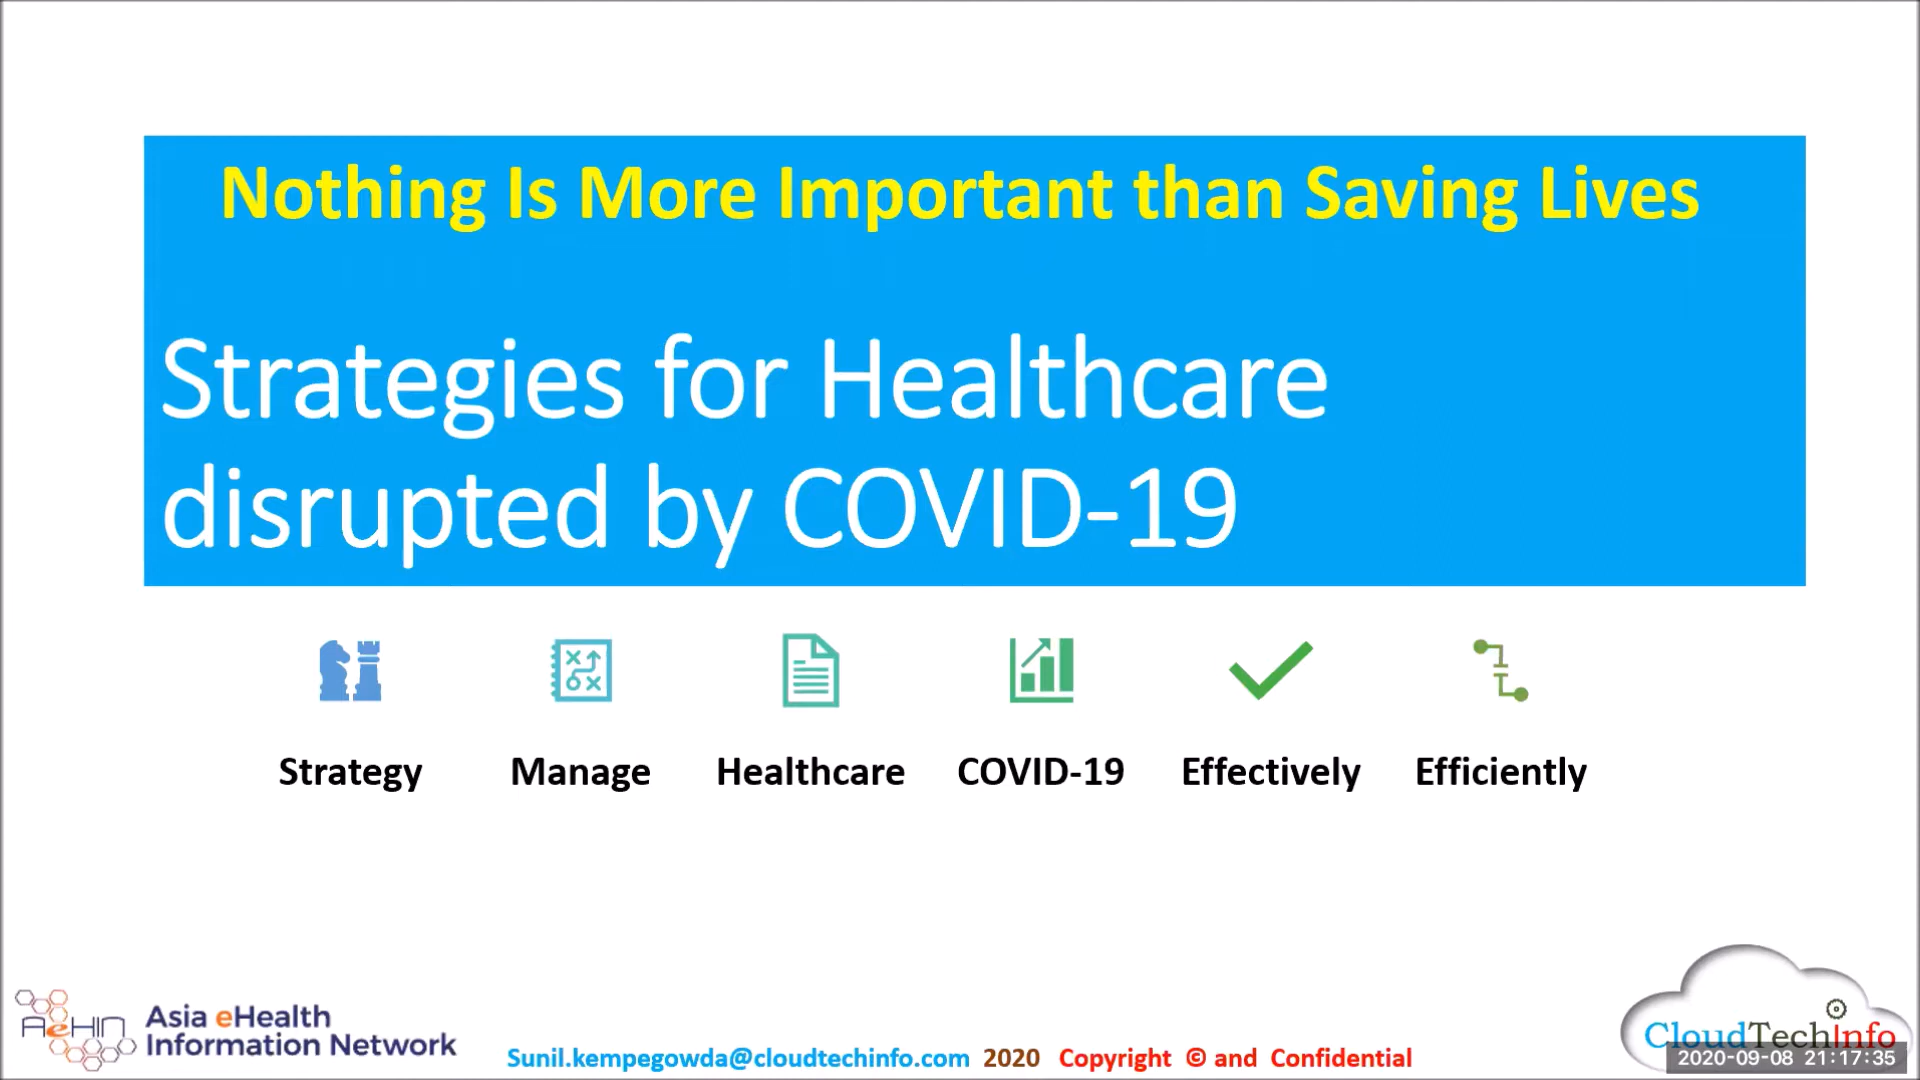 Nothing Is More Important than Saving Lives
Strategies for Healthcare
disrupted by COVID-19
Strategy Manage Healthcare COVID-19 Effectively Efficiently
AeHIN Asia eHealth
Information Network
Sunil.kempegowda@cloudtechinfo.com 2020 Copyright © and Confidential
CloudTechInfo
2020-09-08 21:17:35